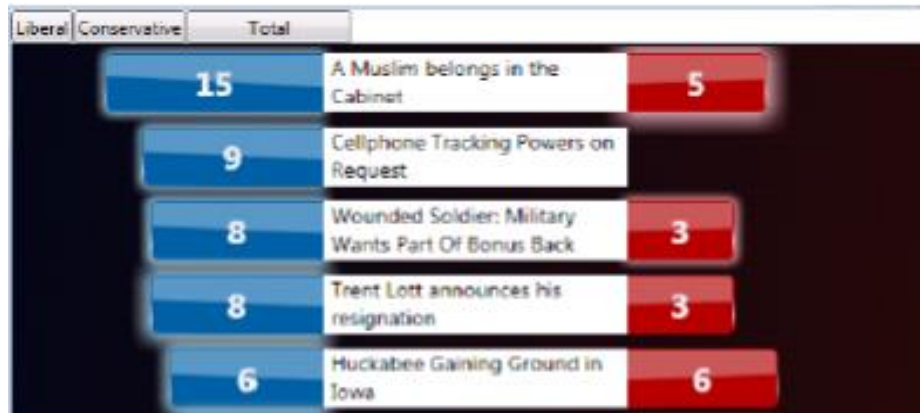 Liberal Conservative Total
15 A Muslim belongs in the 5
Cabinet
9 Cellphone Tracking Powers on
Request
8 Wounded Soldier: Military 3
Wants Part Of Bonus Back
8 Trent Lott announces his 3
resignation
6 Huckabee Gaining Ground in 6
Iowa